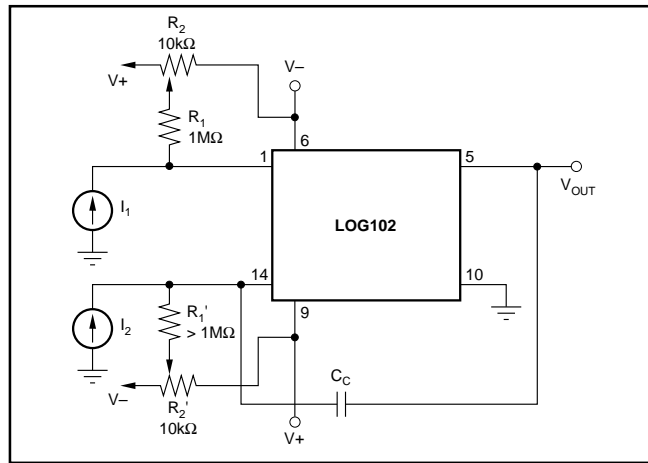 R2
10kΩ
V–
V+
R1
1MΩ
6
1
5
VOUT
I1
LOG102
14
10
R1'
> 1MΩ
9
I2
CC
V–
R2'
10kΩ
V+